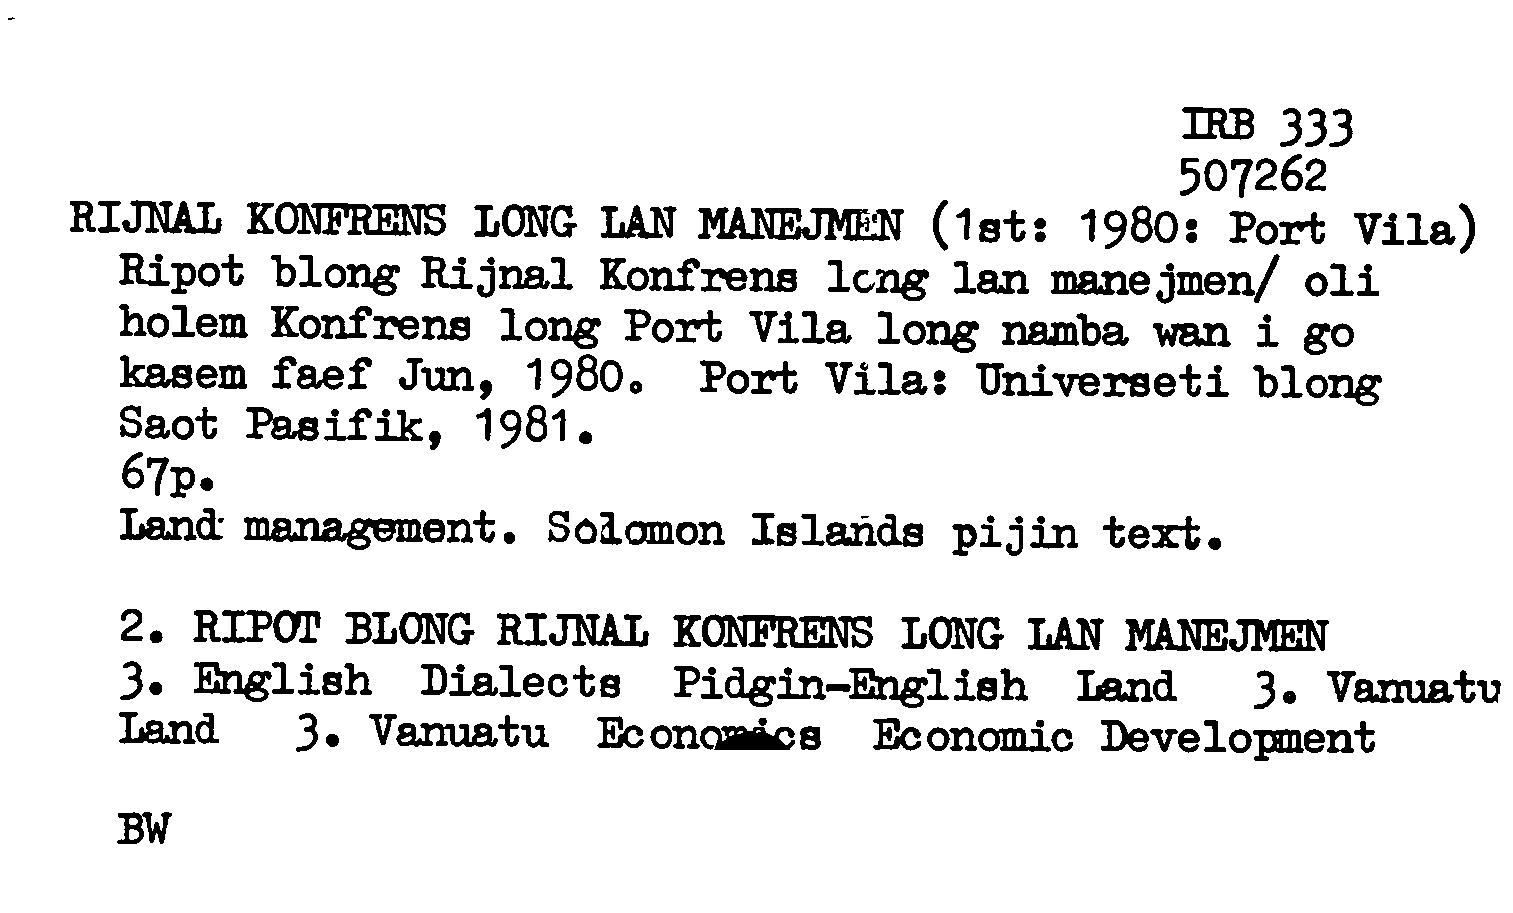 IRB 333
507262
RIJNAL KONFRENS LONG LAN MANEJMEN (1st: 1980: Port Vila)
Ripot blong Rijnal Konfrens long lan manejmen/ oli
holem Konfrens long Port Vila long namba wan i go
kasem faef Jun, 1980. Port Vila: Universeti blong
Saot Pasifik, 1981.
67p.
Land management. Solomon Islands pijin text.
2. RIPOT BLONG RIJNAL KONFRENS LONG LAN MANEJMEN
3. English Dialects Pidgin-English Land 3. Vanuatu
Land 3. Vanuatu Economics Economic Development
BW